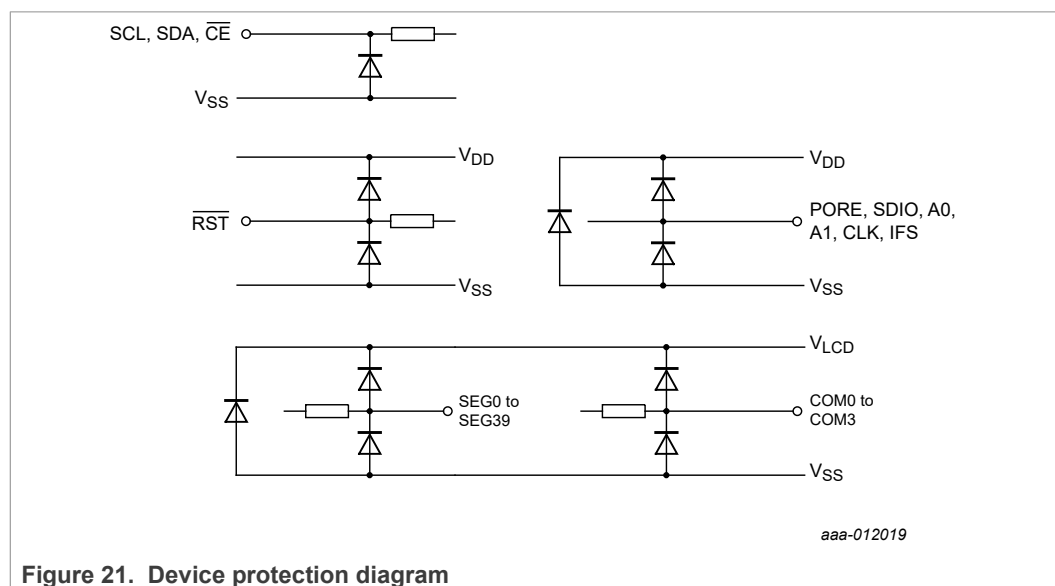 SCL, SDA, CE
VSS
VDD
RST
VSS
VDD
PORE, SDIO, A0,
A1, CLK, IFS
VSS
VLCD
SEG0 to
SEG39
COM0 to
COM3
VSS
aaa-012019
Figure 21. Device protection diagram